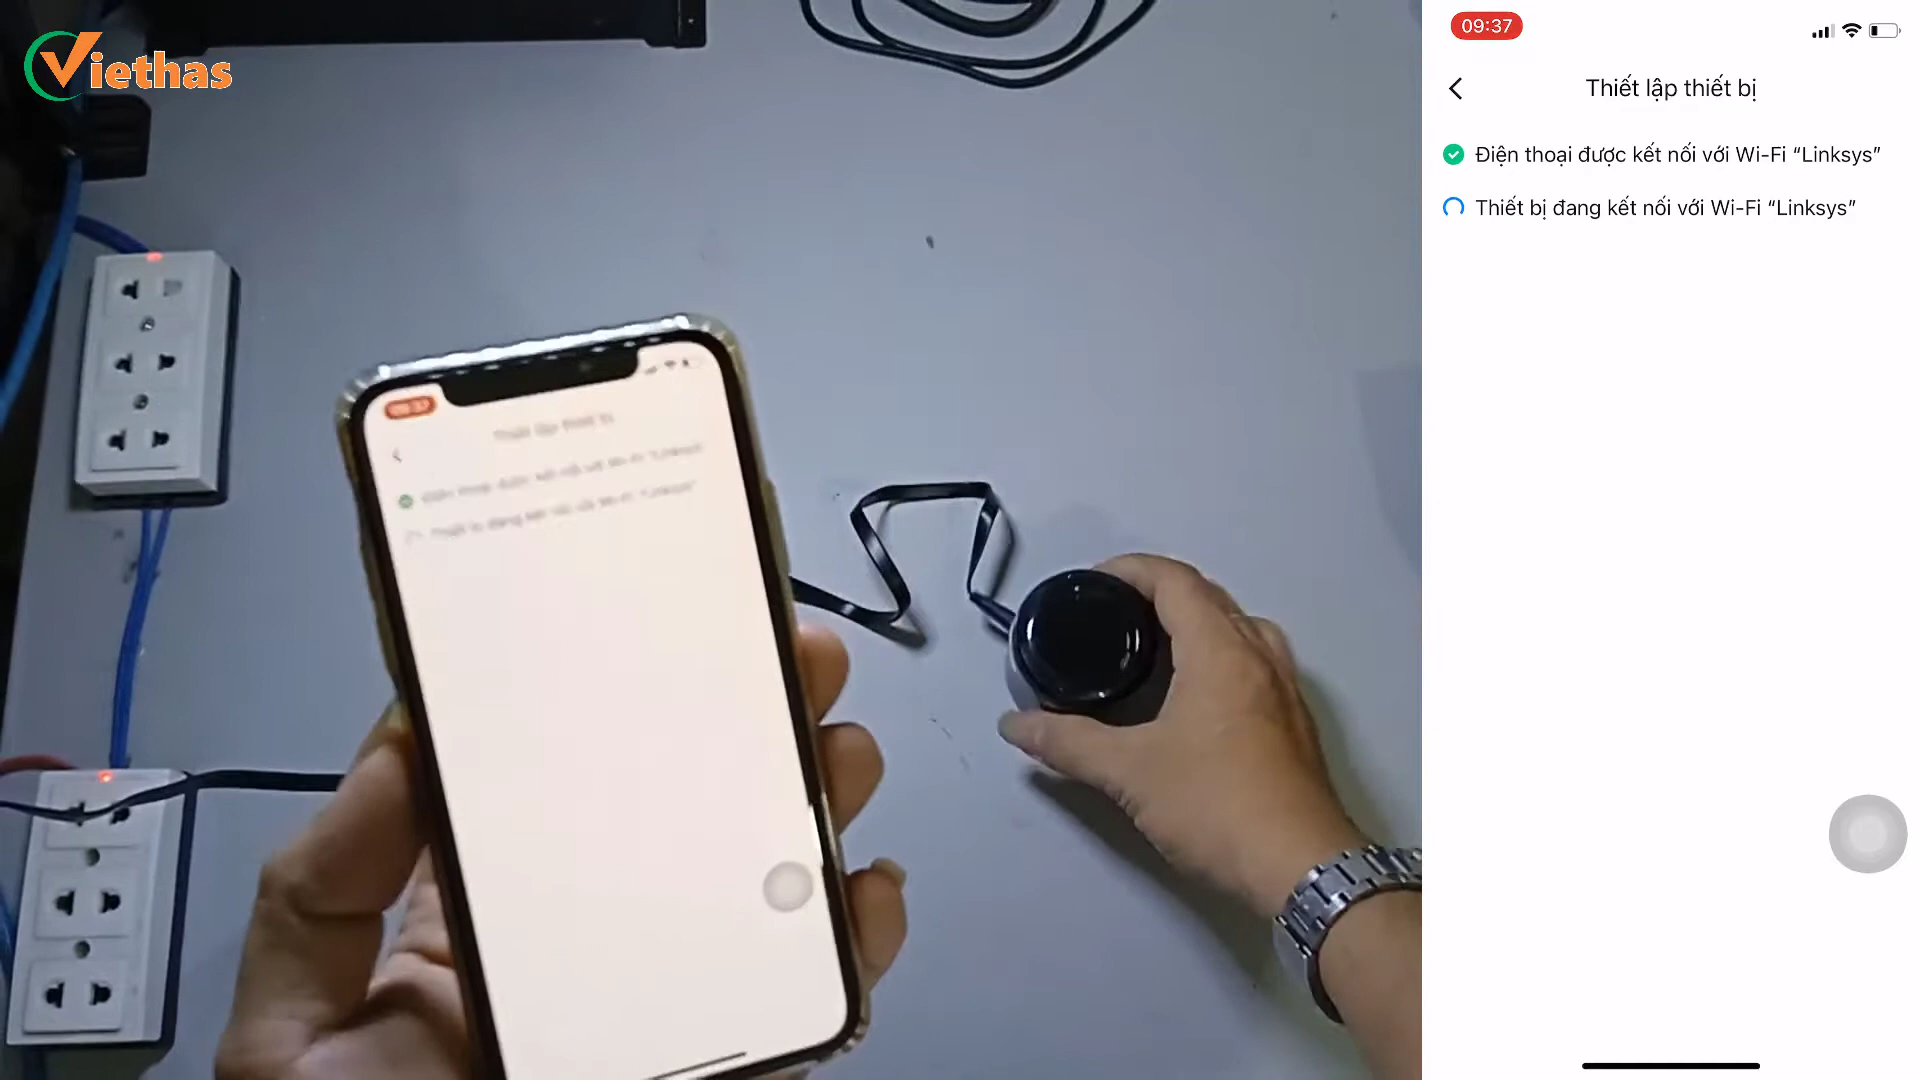 Viethas
09:37
Thiết lập thiết bị
Điện thoại được kết nối với Wi-Fi “Linksys”
Thiết bị đang kết nối với Wi-Fi “Linksys”